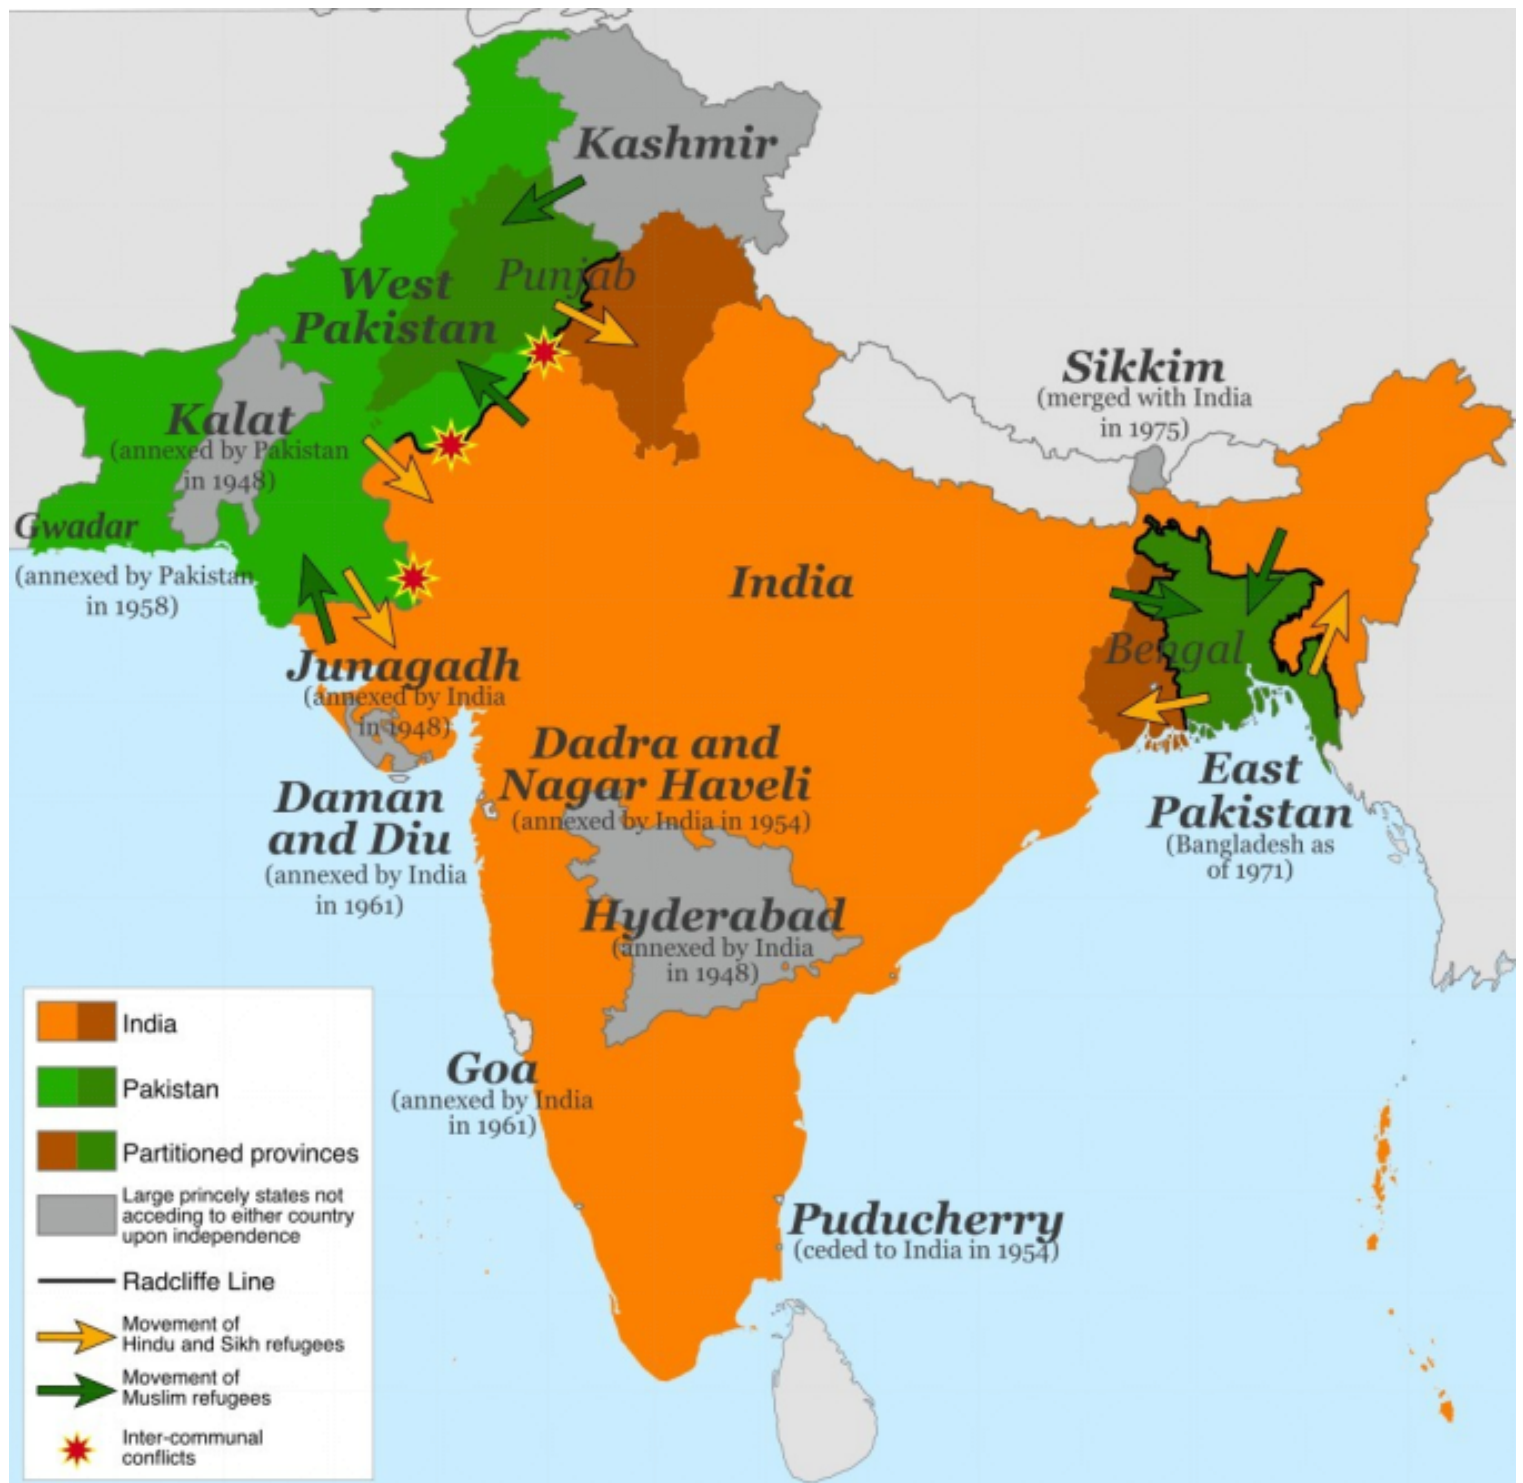 Kashmir
Punjab
West
Pakistan
Sikkim
(merged with India
in 1975)
Kalat
(annexed by Pakistan
in 1948)
Gwadar
(annexed by Pakistan
in 1958)
India
Bengal
Junagadh
(annexed by India
in 1948)
Dadra and
Nagar Haveli
(annexed by India in 1954)
East
Pakistan
(Bangladesh as
of 1971)
Daman
and Diu
(annexed by India
in 1961)
Hyderabad
(annexed by India
in 1948)
Goa
(annexed by India
in 1961)
Puducherry
(ceded to India in 1954)
India
Pakistan
Partitioned provinces
Large princely states not
acceding to either country
upon independence
Radcliffe Line
Movement of
Hindu and Sikh refugees
Movement of
Muslim refugees
Inter-communal
conflicts